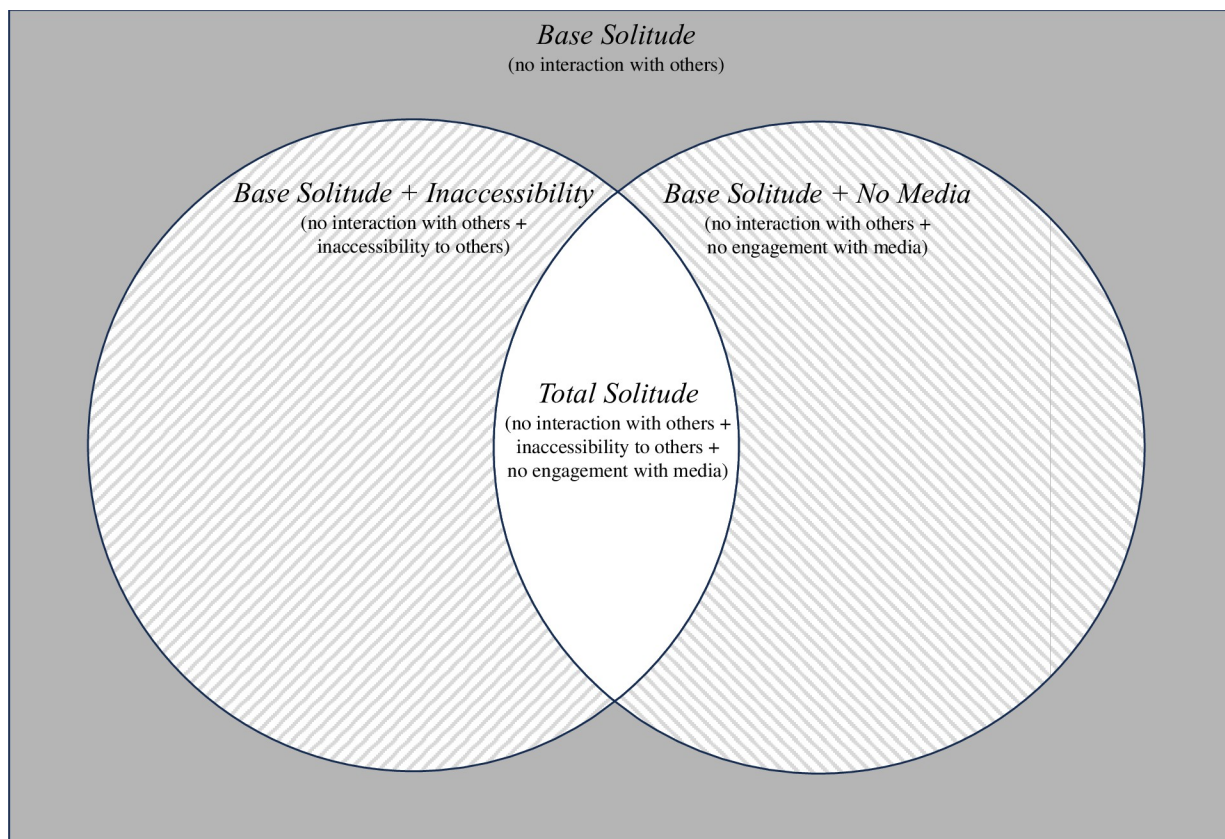 Base Solitude
(no interaction with others)
Base Solitude + Inaccessibility
(no interaction with others +
inaccessibility to others)
Base Solitude + No Media
(no interaction with others +
no engagement with media)
Total Solitude
(no interaction with others +
inaccessibility to others +
no engagement with media)